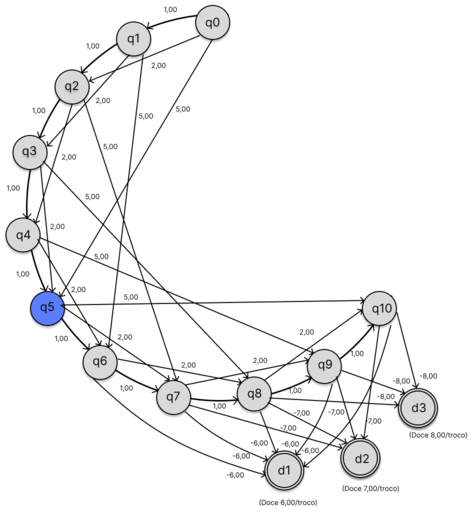 1,00
q0
q1
1,00
2,00
q2
1,00
2,00
5,00
5,00
q3
2,00
1,00
5,00
q4
2,00
5,00
1,00
2,00
5,00
q5
q10
1,00
2,00
2,00
2,00
q6
1,00
q9
2,00
1,00
-8,00
q7
1,00
q8
1,00
-8,00
d3
-7,00
-7,00
-7,00
-8,00 (Doce 8,00/troco)
-6,00
-6,00
-6,00
-6,00
-6,00
d1
d2
(Doce 7,00/troco)
(Doce 6,00/troco)